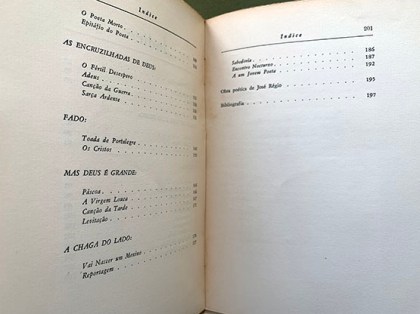 Indice
O Poeta Morto
Epitáfio do Poeta
AS ENCRUZILHADAS DE DEUS:
O Fértil Desespero
Adeus
Canção da Guerra
Sarça Ardente
FADO:
Toada de Portalegre
Os Cristos
MAS DEUS É GRANDE:
Páscoa
A Virgem Louca
Canção da Tarde
Levitação
A CHAGA DO LADO:
Vai Nascer um Menino
Reportagem
Indice 201
Sabedoria 186
Encontro Nocturno 187
A um Jovem Poeta 192
Obra poética de José Régio 195
Bibliografia 197